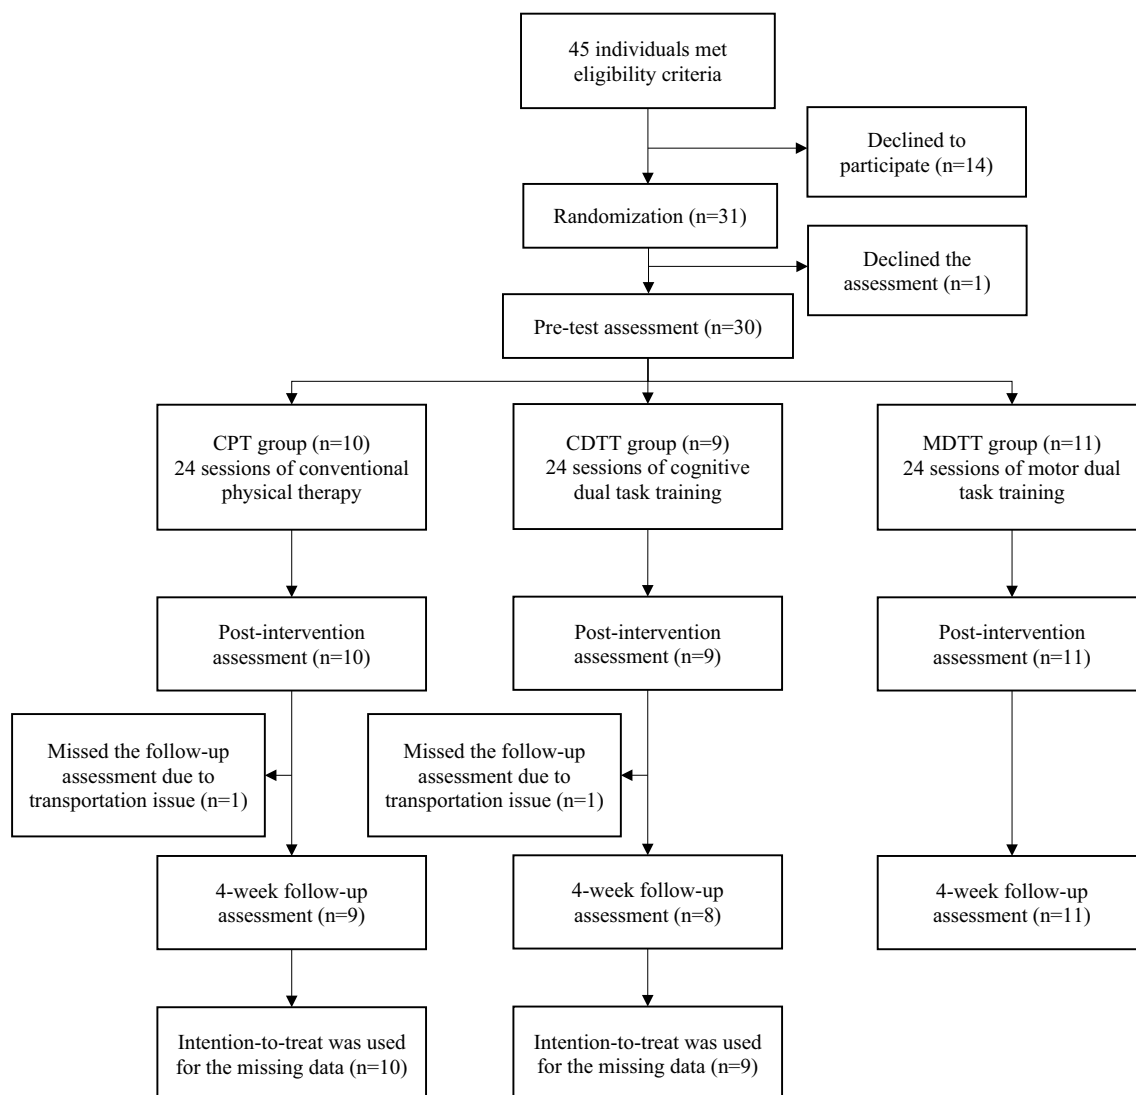 45 individuals met
eligibility criteria
Declined to
participate (n=14)
Randomization (n=31)
Declined the
assessment (n=1)
Pre-test assessment (n=30)
CPT group (n=10)
24 sessions of conventional
physical therapy
CDTT group (n=9)
24 sessions of cognitive
dual task training
MDTT group (n=11)
24 sessions of motor dual
task training
Post-intervention
assessment (n=10)
Post-intervention
assessment (n=9)
Post-intervention
assessment (n=11)
Missed the follow-up
assessment due to
transportation issue (n=1)
Missed the follow-up
assessment due to
transportation issue (n=1)
4-week follow-up
assessment (n=9)
4-week follow-up
assessment (n=8)
4-week follow-up
assessment (n=11)
Intention-to-treat was used
for the missing data (n=10)
Intention-to-treat was used
for the missing data (n=9)